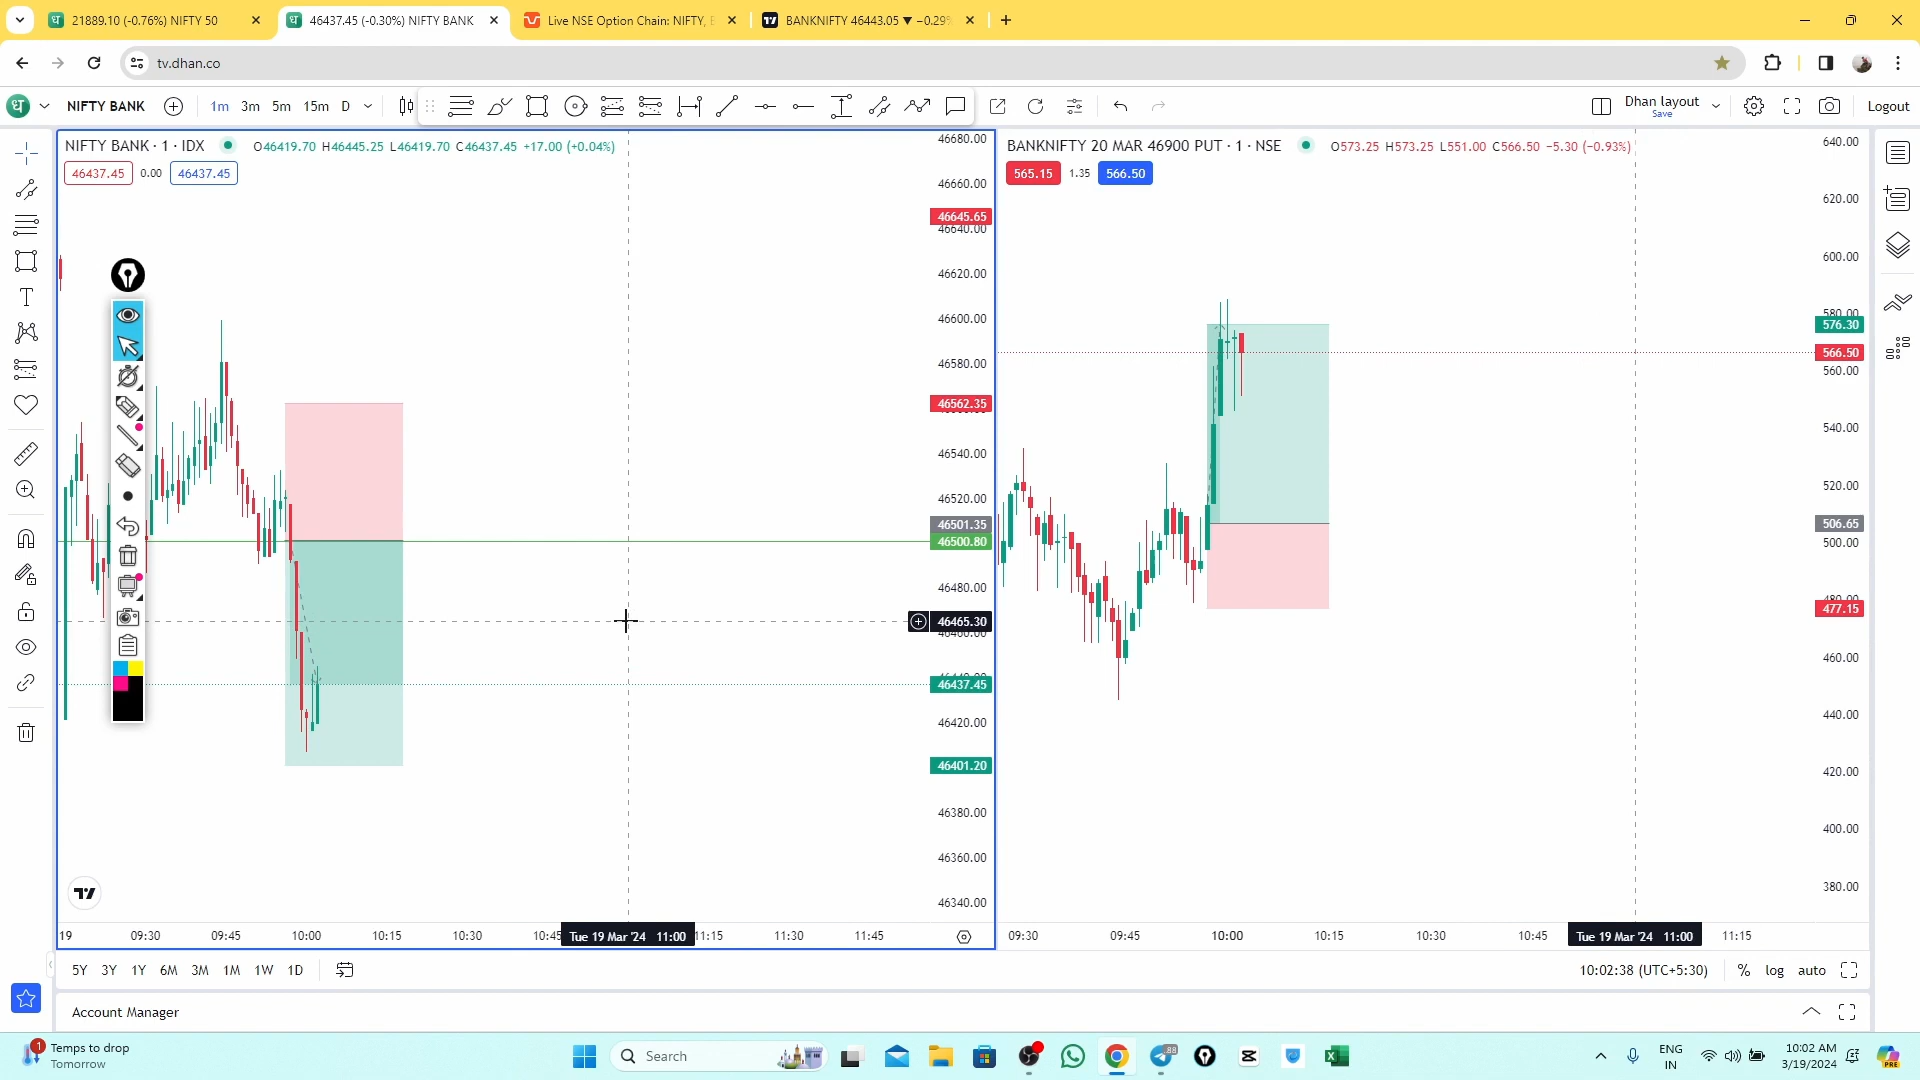 21889.10 (-0.76%) NIFTY 50
46437.45 (-0.30%) NIFTY BANK
Live NSE Option Chain: NIFTY,
BANKNIFTY 46443.05 ▼ −0.29%
tv.dhan.co
NIFTY BANK
1m 3m 5m 15m D
Dhan layout
Save
Logout
NIFTY BANK · 1 · IDX
O46419.70 H46445.25 L46419.70 C46437.45 +17.00 (+0.04%)
46437.45 0.00 46437.45
46680.00
46660.00
46645.65
46640.00
46620.00
46600.00
46580.00
46562.35
46540.00
46520.00
46501.35
46500.80
46480.00
46465.30
46460.00
46437.45
46420.00
46401.20
46380.00
46360.00
46340.00
19 09:30 09:45 10:00 10:15 10:30 10:45 Tue 19 Mar '24 11:00 11:15 11:30 11:45
BANKNIFTY 20 MAR 46900 PUT · 1 · NSE
O573.25 H573.25 L551.00 C566.50 −5.30 (−0.93%)
565.15 1.35 566.50
640.00
620.00
600.00
580.00
576.30
566.50
560.00
540.00
520.00
506.65
500.00
480.00
477.15
460.00
440.00
420.00
400.00
380.00
09:30 09:45 10:00 10:15 10:30 10:45 Tue 19 Mar '24 11:00 11:15
5Y 3Y 1Y 6M 3M 1M 1W 1D
10:02:38 (UTC+5:30) % log auto
Account Manager
1
Temps to drop
Tomorrow
Search
88
ENG
IN
10:02 AM
3/19/2024
PRE